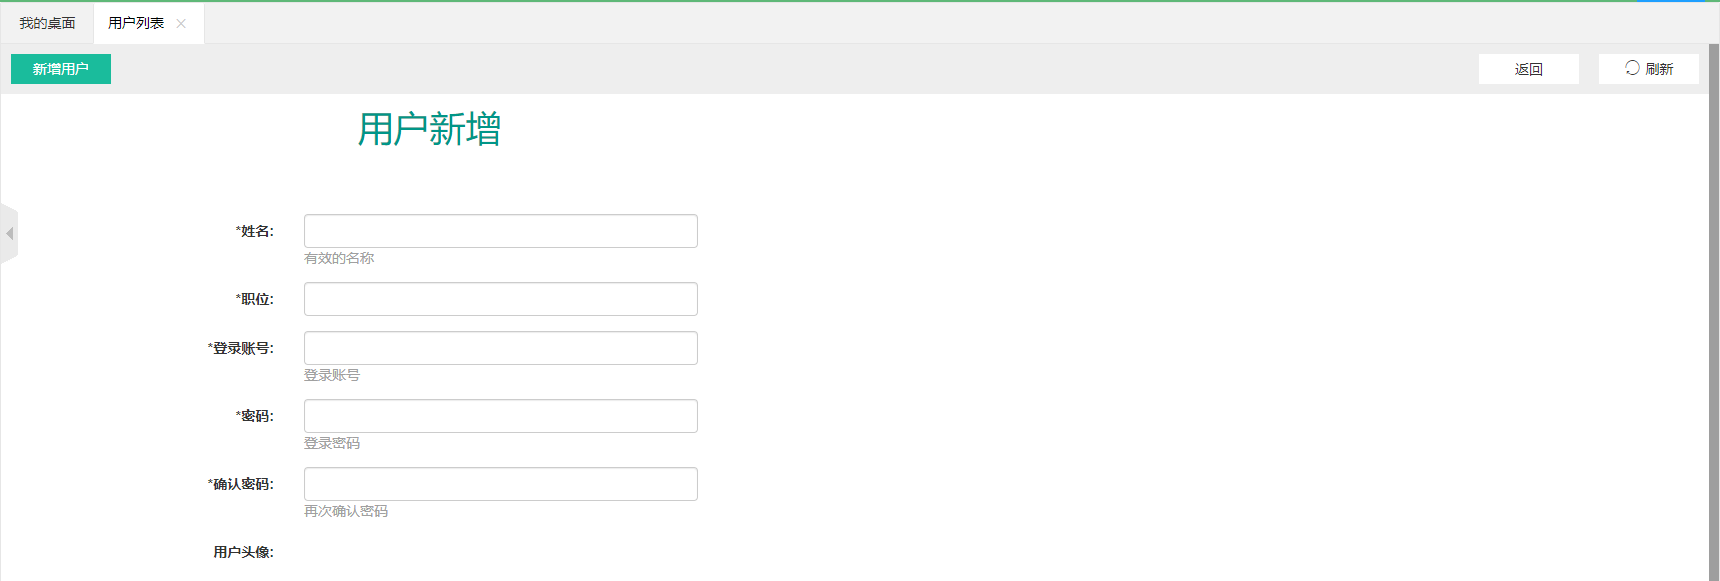 我的桌面 用户列表
新增用户 返回 刷新
用户新增
*姓名:
有效的名称
*职位:
*登录账号:
登录账号
*密码:
登录密码
*确认密码:
再次确认密码
用户头像: